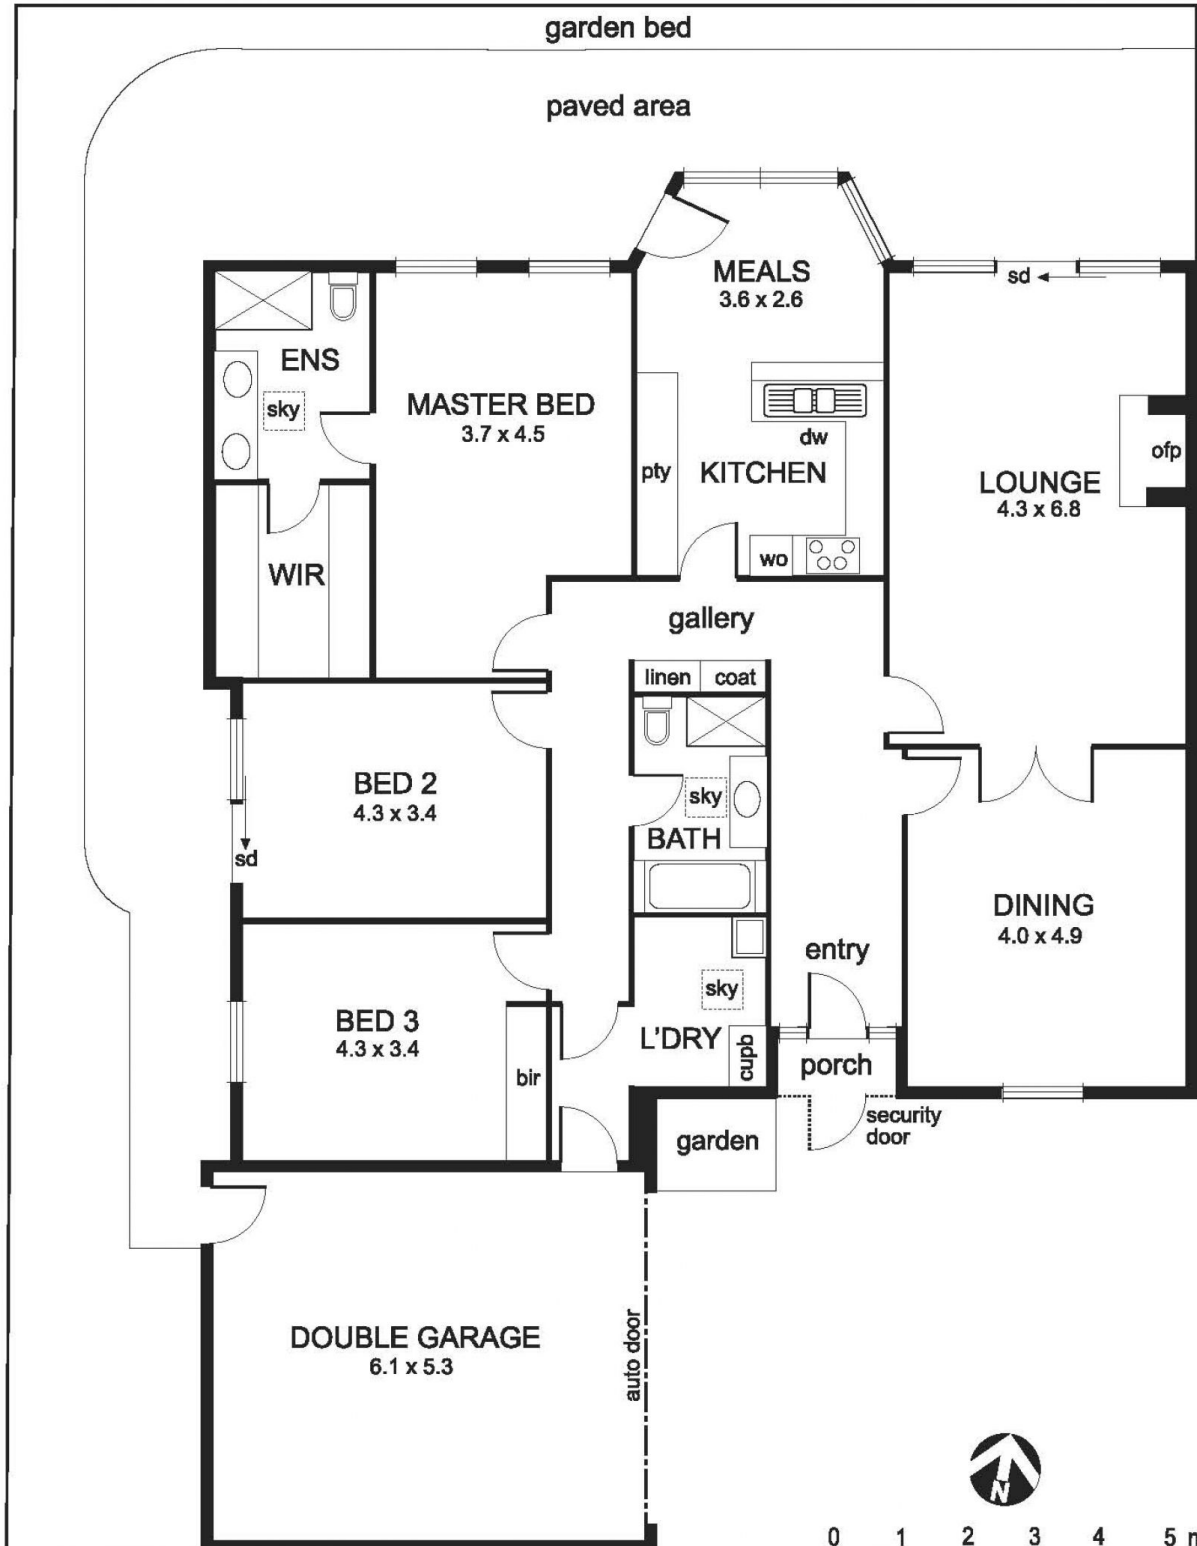 garden bed
paved area
MEALS
3.6 x 2.6
sd
ENS
sky
MASTER BED
3.7 x 4.5
dw
pty
KITCHEN
wo
LOUNGE
4.3 x 6.8
ofp
WIR
gallery
linen
coat
BED 2
4.3 x 3.4
sd
sky
BATH
DINING
4.0 x 4.9
entry
BED 3
4.3 x 3.4
bir
sky
L'DRY
cupb
porch
security
door
garden
DOUBLE GARAGE
6.1 x 5.3
auto door
N
0 1 2 3 4 5